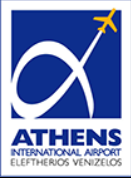 ATHENS
INTERNATIONAL AIRPORT
ELEFTHERIOS VENIZELOS